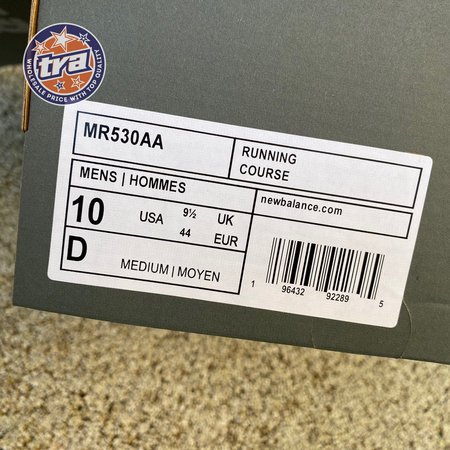 tra
WHOLESALE PRICE WITH TOP QUALITY
MR530AA
RUNNING
COURSE
MENS | HOMMES
newbalance.com
10 USA 9½ UK
44 EUR
D MEDIUM | MOYEN
1 96432 92289 5